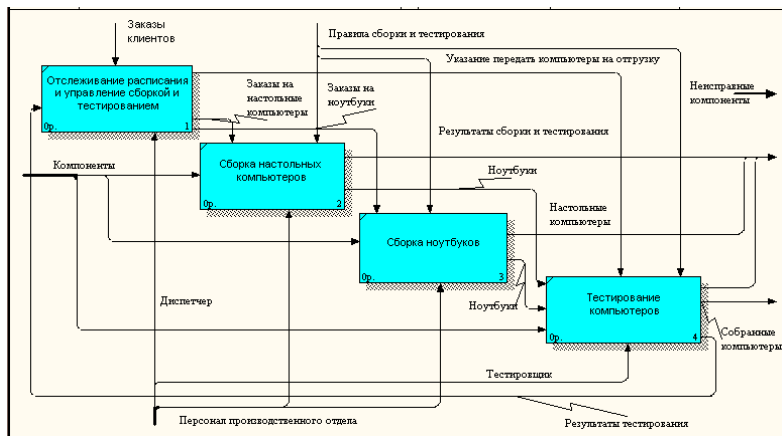 Заказы
клиентов
Правила сборки и тестирования
Указание передать компьютеры на отгрузку
Отслеживание расписания
и управление сборкой и
тестированием
0р.
1
Заказы на
настольные
компьютеры
Заказы на
ноутбуки
Неисправные
компоненты
Результаты сборки и тестирования
Компоненты
Сборка настольных
компьютеров
0р.
2
Ноутбуки
Настольные
компьютеры
Сборка ноутбуков
0р.
3
Диспетчер
Ноутбуки
Тестирование
компьютеров
0р.
4
Собранные
компьютеры
Тестировщик
Персонал производственного отдела
Результаты тестирования